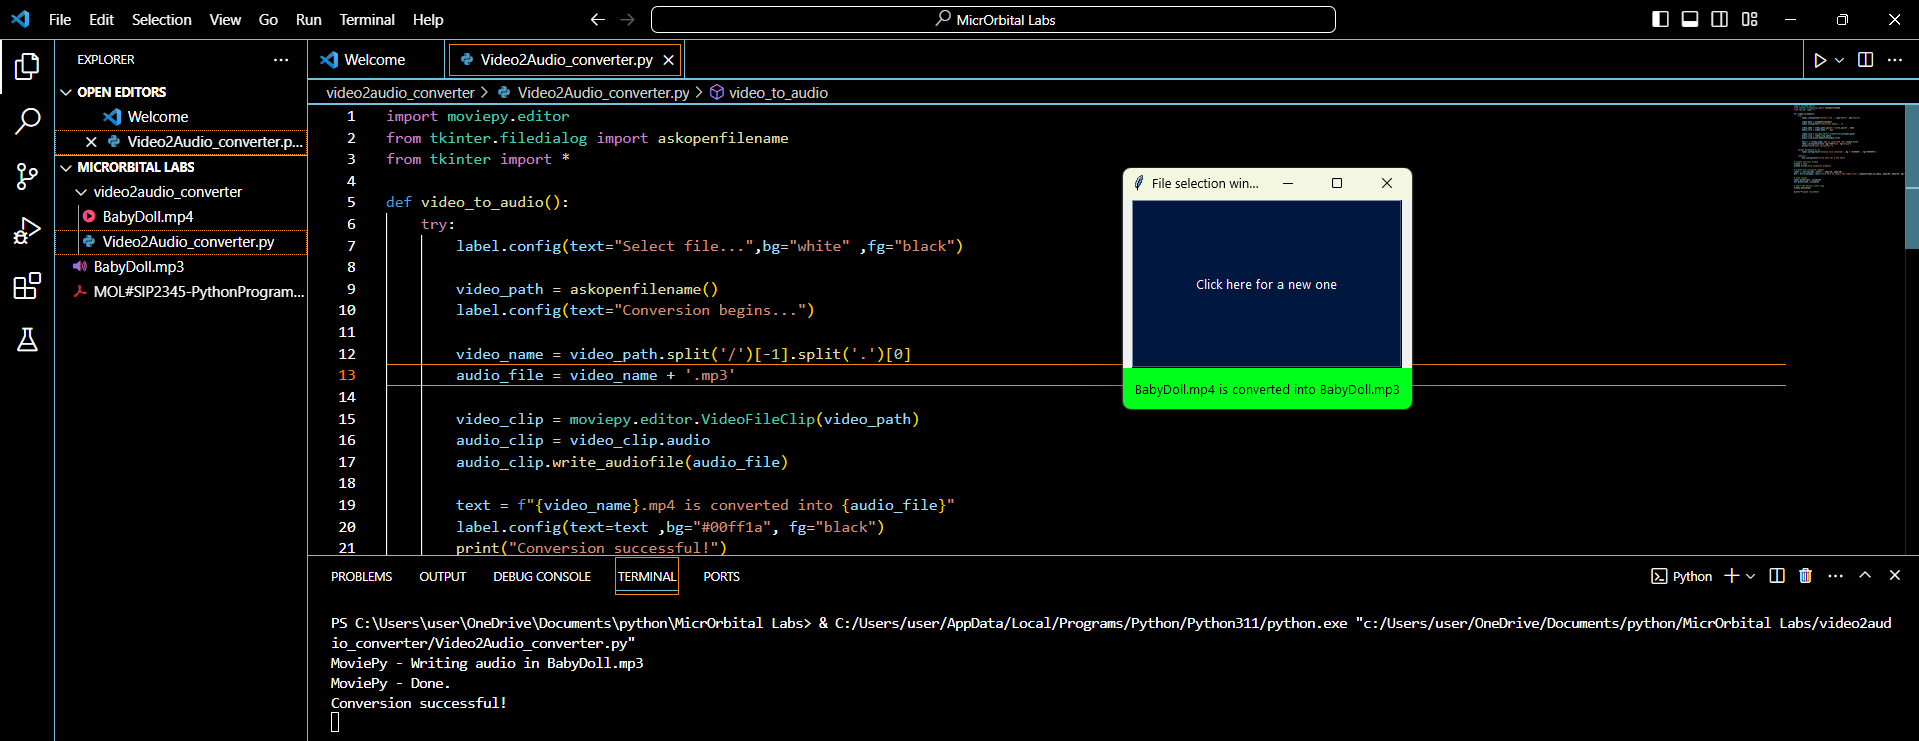 File Edit Selection View Go Run Terminal Help
MicrOrbital Labs
EXPLORER
OPEN EDITORS
Welcome
Video2Audio_converter.p...
MICRORBITAL LABS
video2audio_converter
BabyDoll.mp4
Video2Audio_converter.py
BabyDoll.mp3
MOL#SIP2345-PythonProgram...
Welcome
Video2Audio_converter.py
video2audio_converter > Video2Audio_converter.py > video_to_audio
1 import moviepy.editor
2 from tkinter.filedialog import askopenfilename
3 from tkinter import *
4
5 def video_to_audio():
6 try:
7 label.config(text="Select file...",bg="white" ,fg="black")
8
9 video_path = askopenfilename()
10 label.config(text="Conversion begins...")
11
12 video_name = video_path.split('/')[-1].split('.')[0]
13 audio_file = video_name + '.mp3'
14
15 video_clip = moviepy.editor.VideoFileClip(video_path)
16 audio_clip = video_clip.audio
17 audio_clip.write_audiofile(audio_file)
18
19 text = f"{video_name}.mp4 is converted into {audio_file}"
20 label.config(text=text ,bg="#00ff1a", fg="black")
21 print("Conversion successful!")
File selection win...
Click here for a new one
BabyDoll.mp4 is converted into BabyDoll.mp3
PROBLEMS OUTPUT DEBUG CONSOLE TERMINAL PORTS
Python
PS C:\Users\user\OneDrive\Documents\python\MicrOrbital Labs> & C:/Users/user/AppData/Local/Programs/Python/Python311/python.exe "c:/Users/user/OneDrive/Documents/python/MicrOrbital Labs/video2aud
io_converter/Video2Audio_converter.py"
MoviePy - Writing audio in BabyDoll.mp3
MoviePy - Done.
Conversion successful!